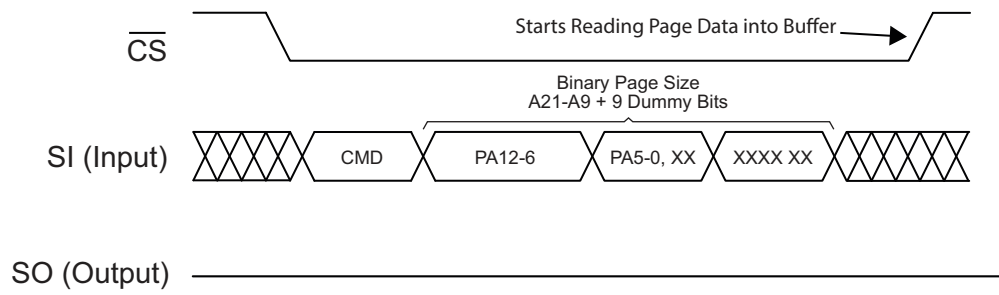 Starts Reading Page Data into Buffer
CS
Binary Page Size
A21-A9 + 9 Dummy Bits
SI (Input)
CMD
PA12-6
PA5-0, XX
XXXX XX
SO (Output)